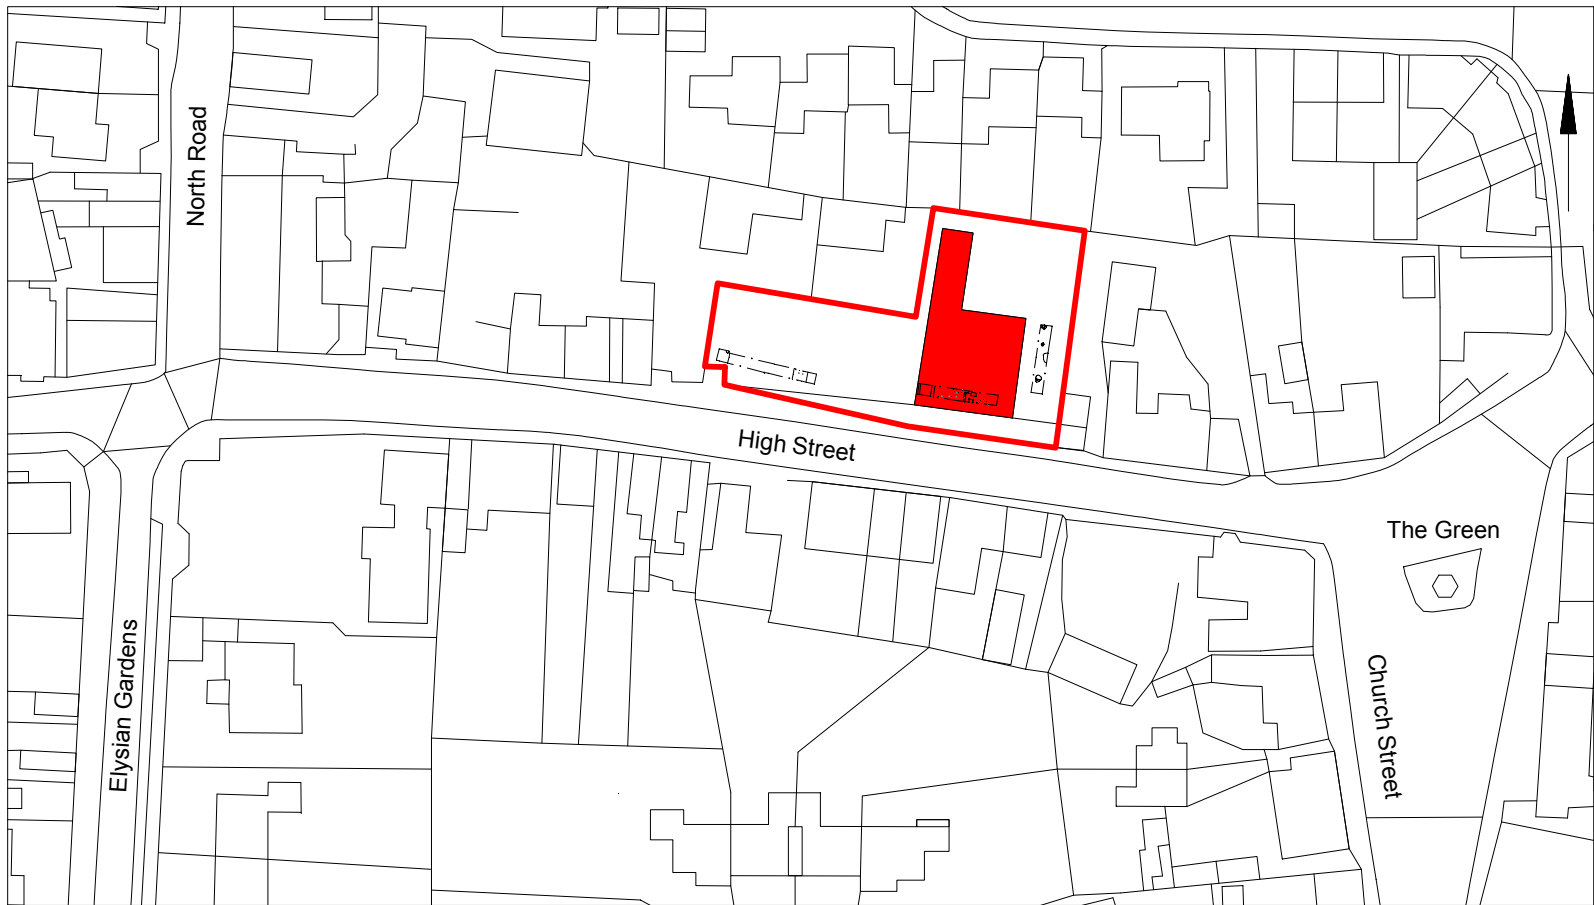 North Road
High Street
The Green
Elysian Gardens
Church Street